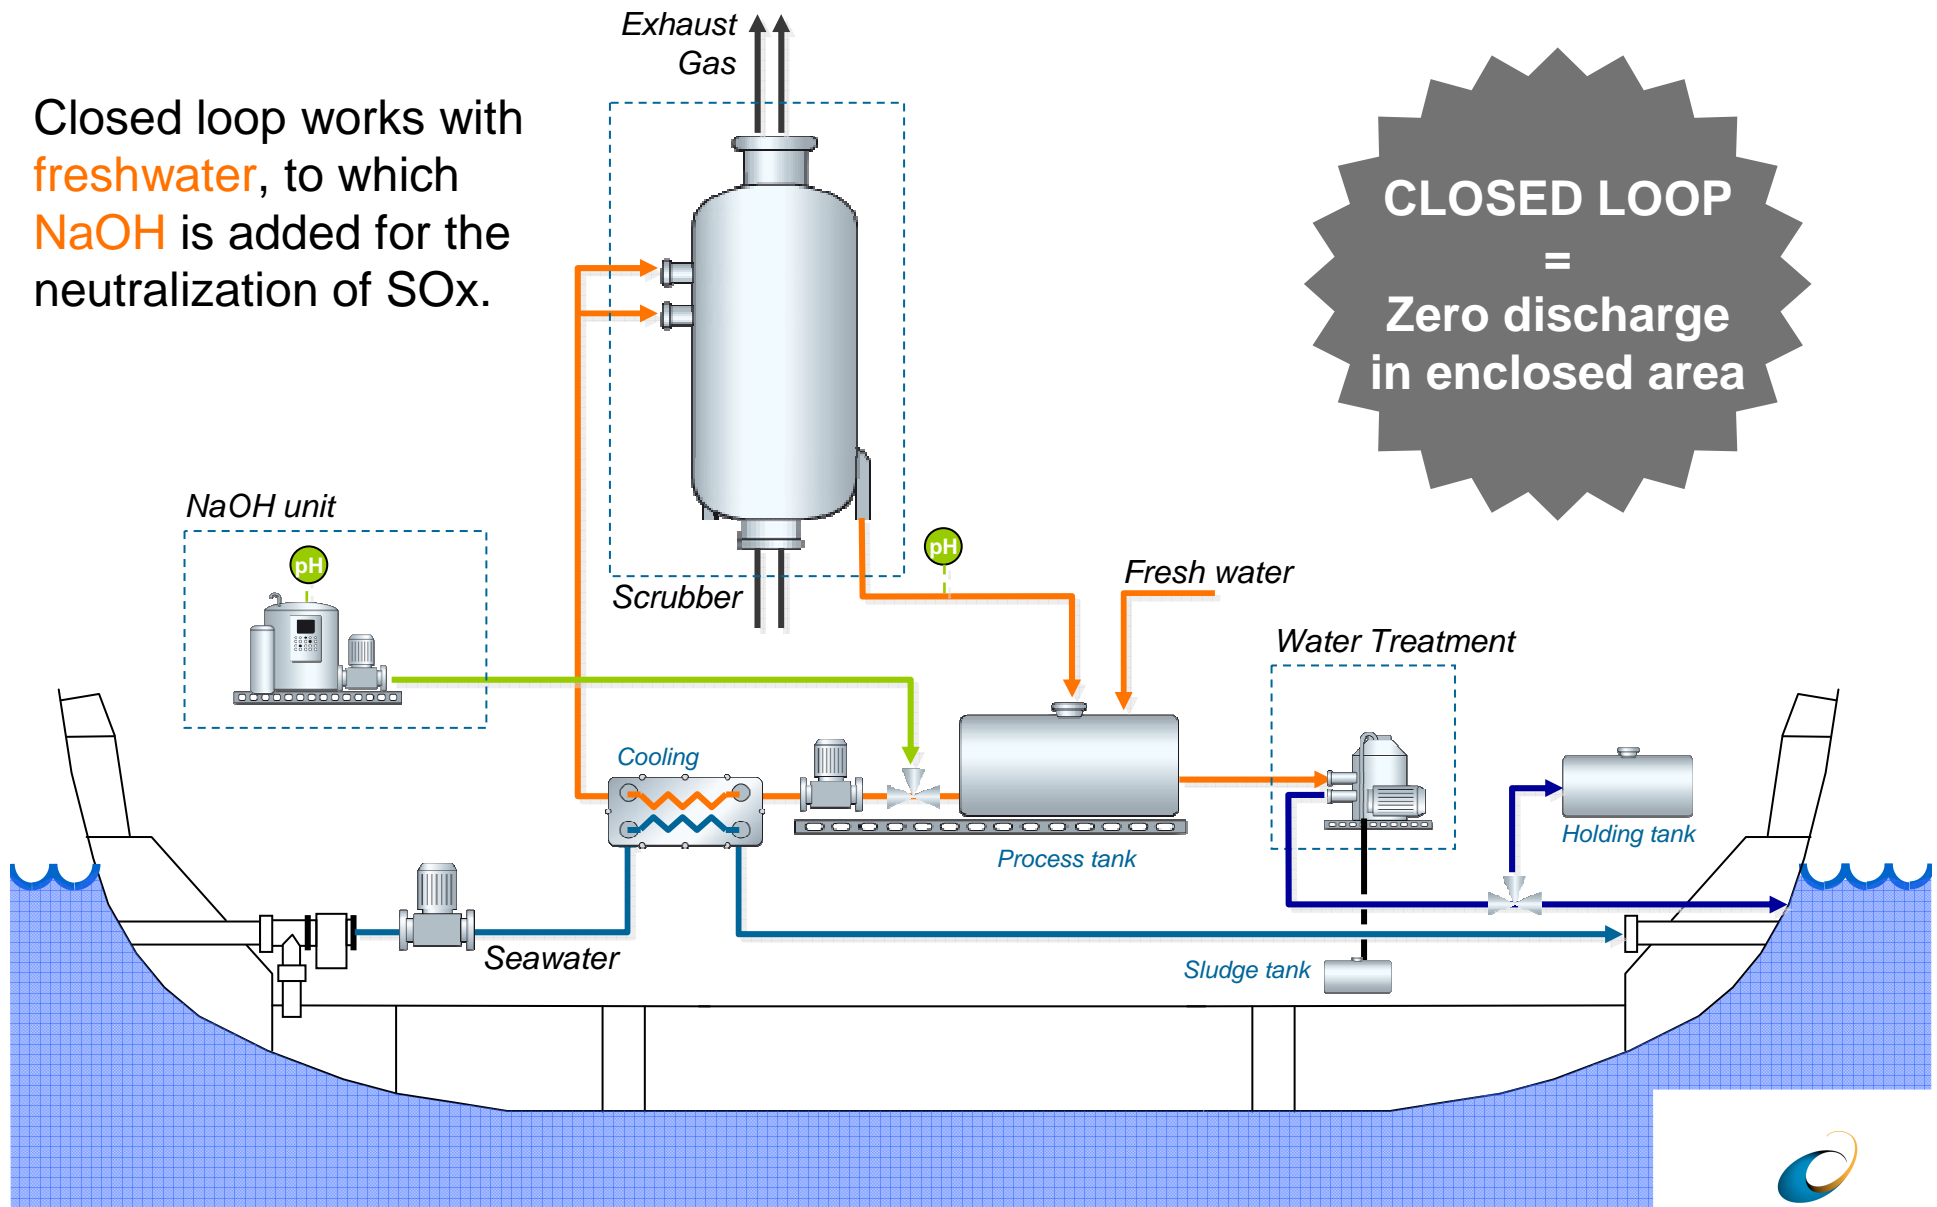 Exhaust
Gas
Closed loop works with
freshwater, to which
NaOH is added for the
neutralization of SOx.
CLOSED LOOP
=
Zero discharge
in enclosed area
NaOH unit
pH
pH
Scrubber
Fresh water
Water Treatment
Cooling
Process tank
Holding tank
Seawater
Sludge tank